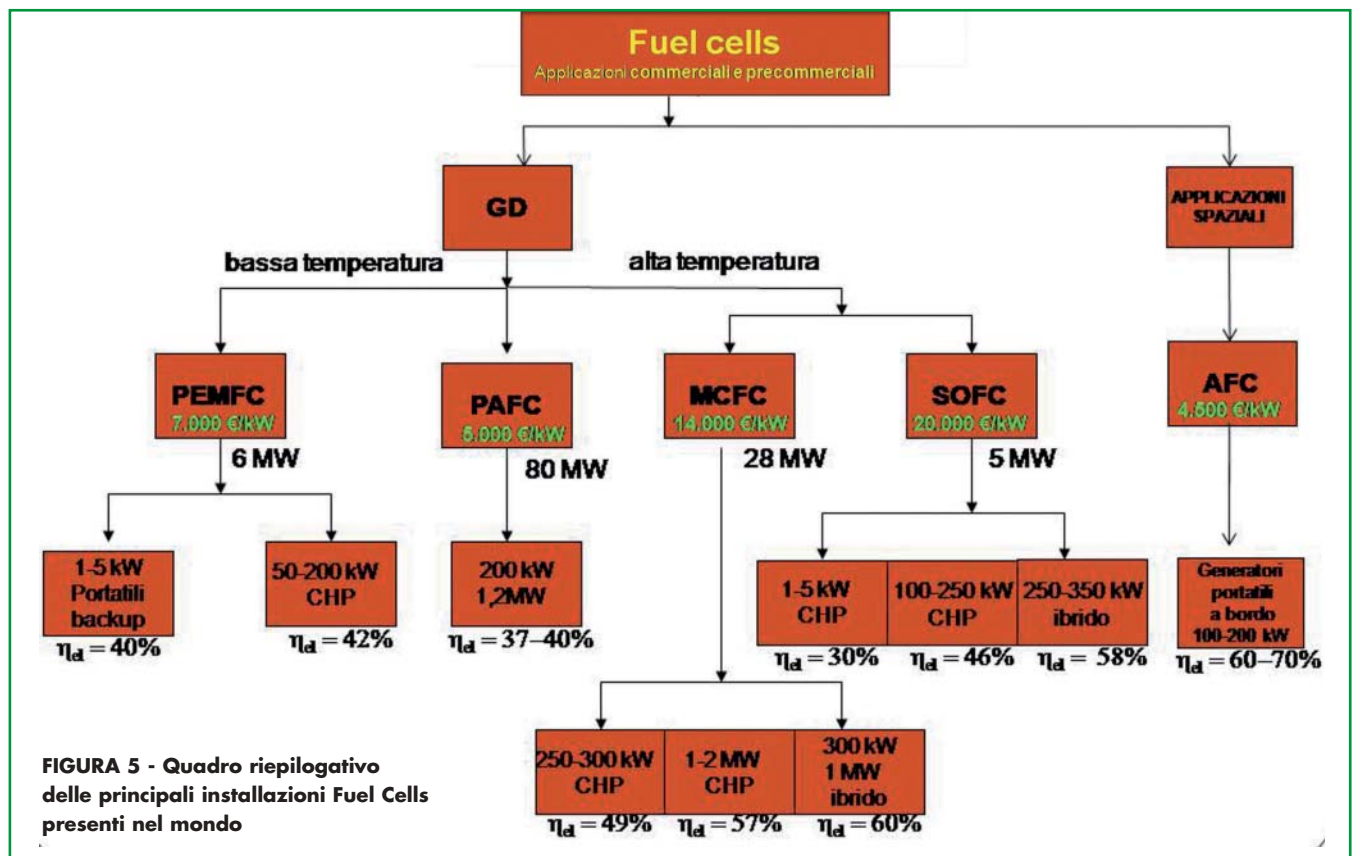 Fuel cells
Applicazioni commerciali e precommerciali
GD
APPLICAZIONI
SPAZIALI
bassa temperatura
alta temperatura
PEMFC
7.000 €/kW
6 MW
PAFC
5.000 €/kW
80 MW
MCFC
14.000 €/kW
28 MW
SOFC
20.000 €/kW
5 MW
AFC
4.500 €/kW
1-5 kW
Portatili
backup
ηel = 40%
50-200 kW
CHP
ηel = 42%
200 kW
1,2MW
ηel = 37–40%
1-5 kW
CHP
ηel = 30%
100-250 kW
CHP
ηel = 46%
250-350 kW
ibrido
ηel = 58%
Generatori
portatili
a bordo
100-200 kW
ηel = 60–70%
250-300 kW
CHP
ηel = 49%
1-2 MW
CHP
ηel = 57%
300 kW
1 MW
ibrido
ηel = 60%
FIGURA 5 - Quadro riepilogativo
delle principali installazioni Fuel Cells
presenti nel mondo